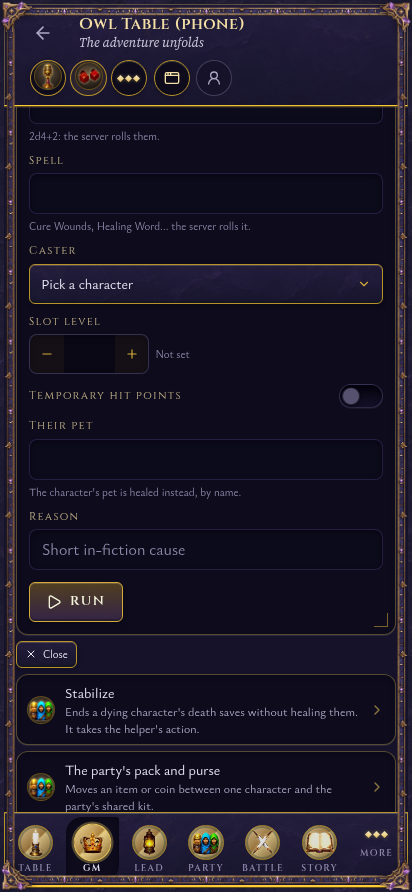 Owl Table (phone)
The adventure unfolds
2d4+2: the server rolls them.
Spell
Cure Wounds, Healing Word... the server rolls it.
Caster
Pick a character
Slot level
Not set
Temporary hit points
Their pet
The character's pet is healed instead, by name.
Reason
Short in-fiction cause
Run
Close
Stabilize
Ends a dying character's death saves without healing them.
It takes the helper's action.
The party's pack and purse
Moves an item or coin between one character and the
party's shared kit.
Table GM Lead Party Battle Story More